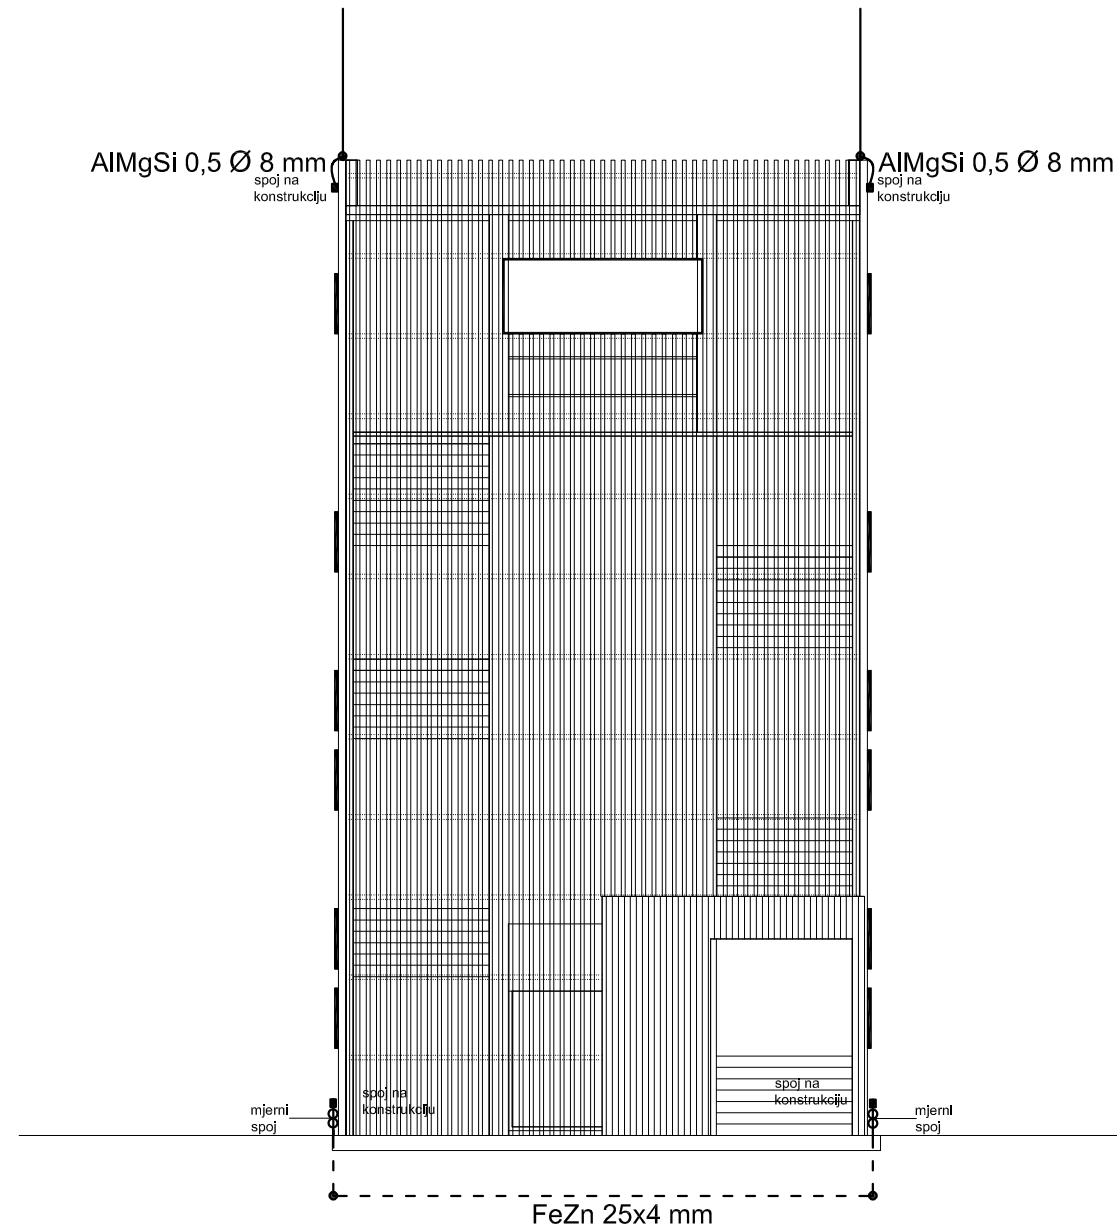 AlMgSi 0,5 Ø 8 mm
AlMgSi 0,5 Ø 8 mm
spoj na
konstrukciju
spoj na
konstrukciju
spoj na
konstrukciju
spoj na
konstrukciju
mjerni
spoj
mjerni
spoj
FeZn 25x4 mm